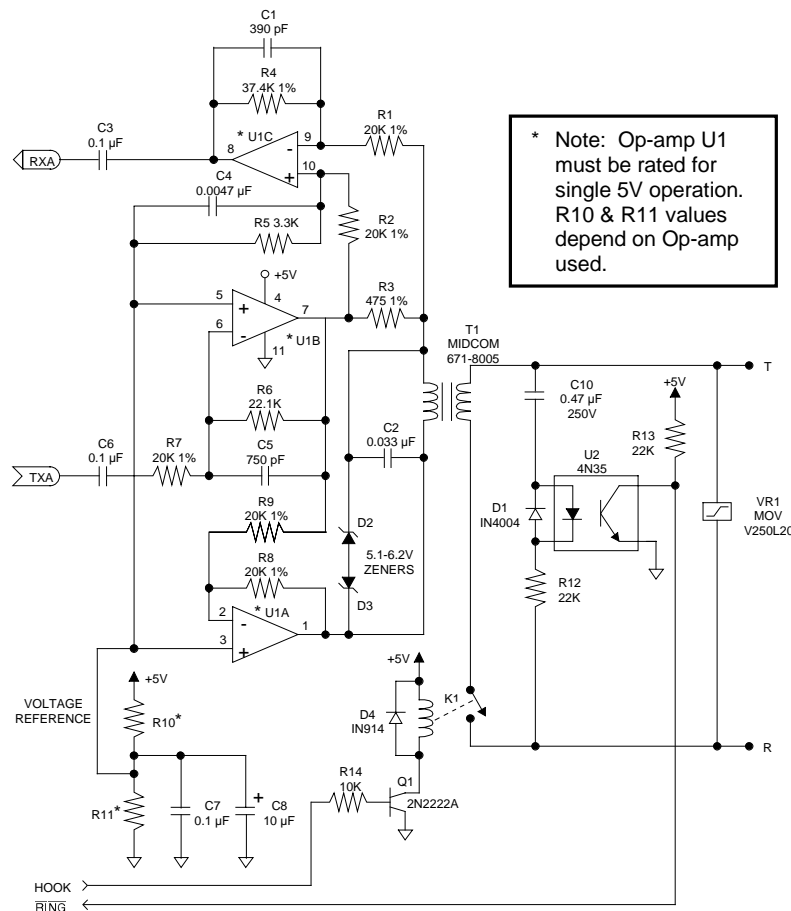 C1
390 pF
R4
37.4K 1%
C3
0.1 µF
* U1C
R1
20K 1%
RXA
8
9
-
10
+
C4
0.0047 µF
R5 3.3K
R2
20K 1%
* Note: Op-amp U1
must be rated for
single 5V operation.
R10 & R11 values
depend on Op-amp
used.
+5V
5
+
4
7
R3
475 1%
6
-
* U1B
11
T1
MIDCOM
671-8005
T
R6
22.1K
C10
0.47 µF
250V
+5V
C2
0.033 µF
R13
22K
U2
4N35
C6
0.1 µF
R7
20K 1%
C5
750 pF
TXA
D1
IN4004
VR1
MOV
V250L20
R9
20K 1%
D2
5.1-6.2V
ZENERS
R8
20K 1%
D3
R12
22K
* U1A
2
-
1
3
+
+5V
+5V
VOLTAGE
REFERENCE
R10*
D4
IN914
K1
R
R14
10K
Q1
2N2222A
R11*
C7
0.1 µF
+
C8
10 µF
HOOK
RING